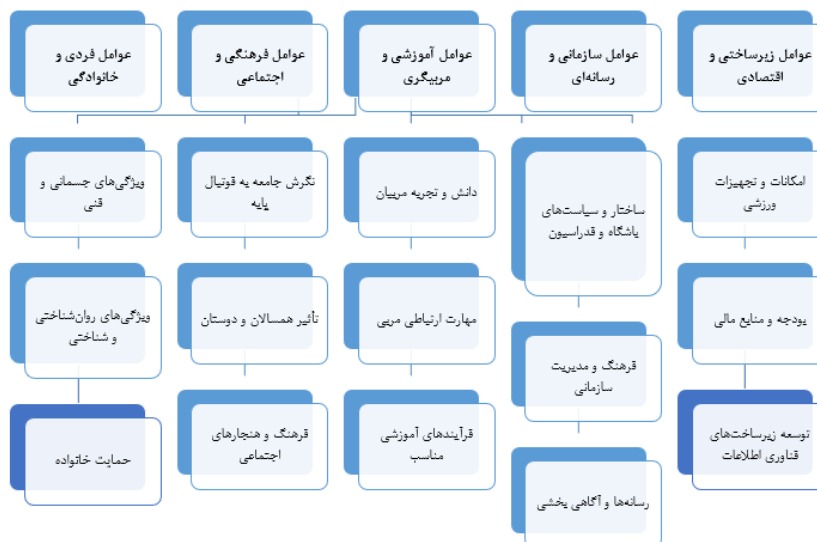 عوامل زیرساختی و
اقتصادی
عوامل سازمانی و
رسانه‌ای
عوامل آموزشی و
مربیگری
عوامل فرهنگی و
اجتماعی
عوامل فردی و
خانوادگی
امکانات و تجهیزات
ورزشی
ساختار و سیاست‌های
باشگاه و فدراسیون
دانش و تجربه مربیان
نگرش جامعه به فوتبال
پایه
ویژگی‌های جسمانی و
فنی
بودجه و منابع مالی
فرهنگ و مدیریت
سازمانی
مهارت ارتباطی مربی
تأثیر همسالان و دوستان
ویژگی‌های روان‌شناختی
و شناختی
توسعه زیرساخت‌های
فناوری اطلاعات
رسانه‌ها و آگاهی بخشی
فرآیندهای آموزشی
مناسب
فرهنگ و هنجارهای
اجتماعی
حمایت خانواده